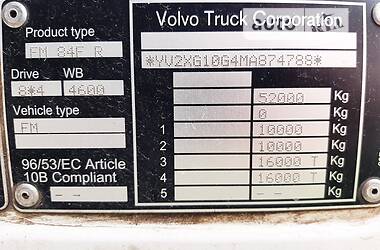 Product type
FM 84F R
Drive WB
8*4 4600
Vehicle type
FM
96/53/EC Article
10B Compliant
Volvo Truck Corporation
*YV2XG10G4MA874788*
52000 Kg
0 Kg
1 10000 Kg
2 10000 Kg
3 16000 T Kg
4 16000 T Kg
5 -- Kg